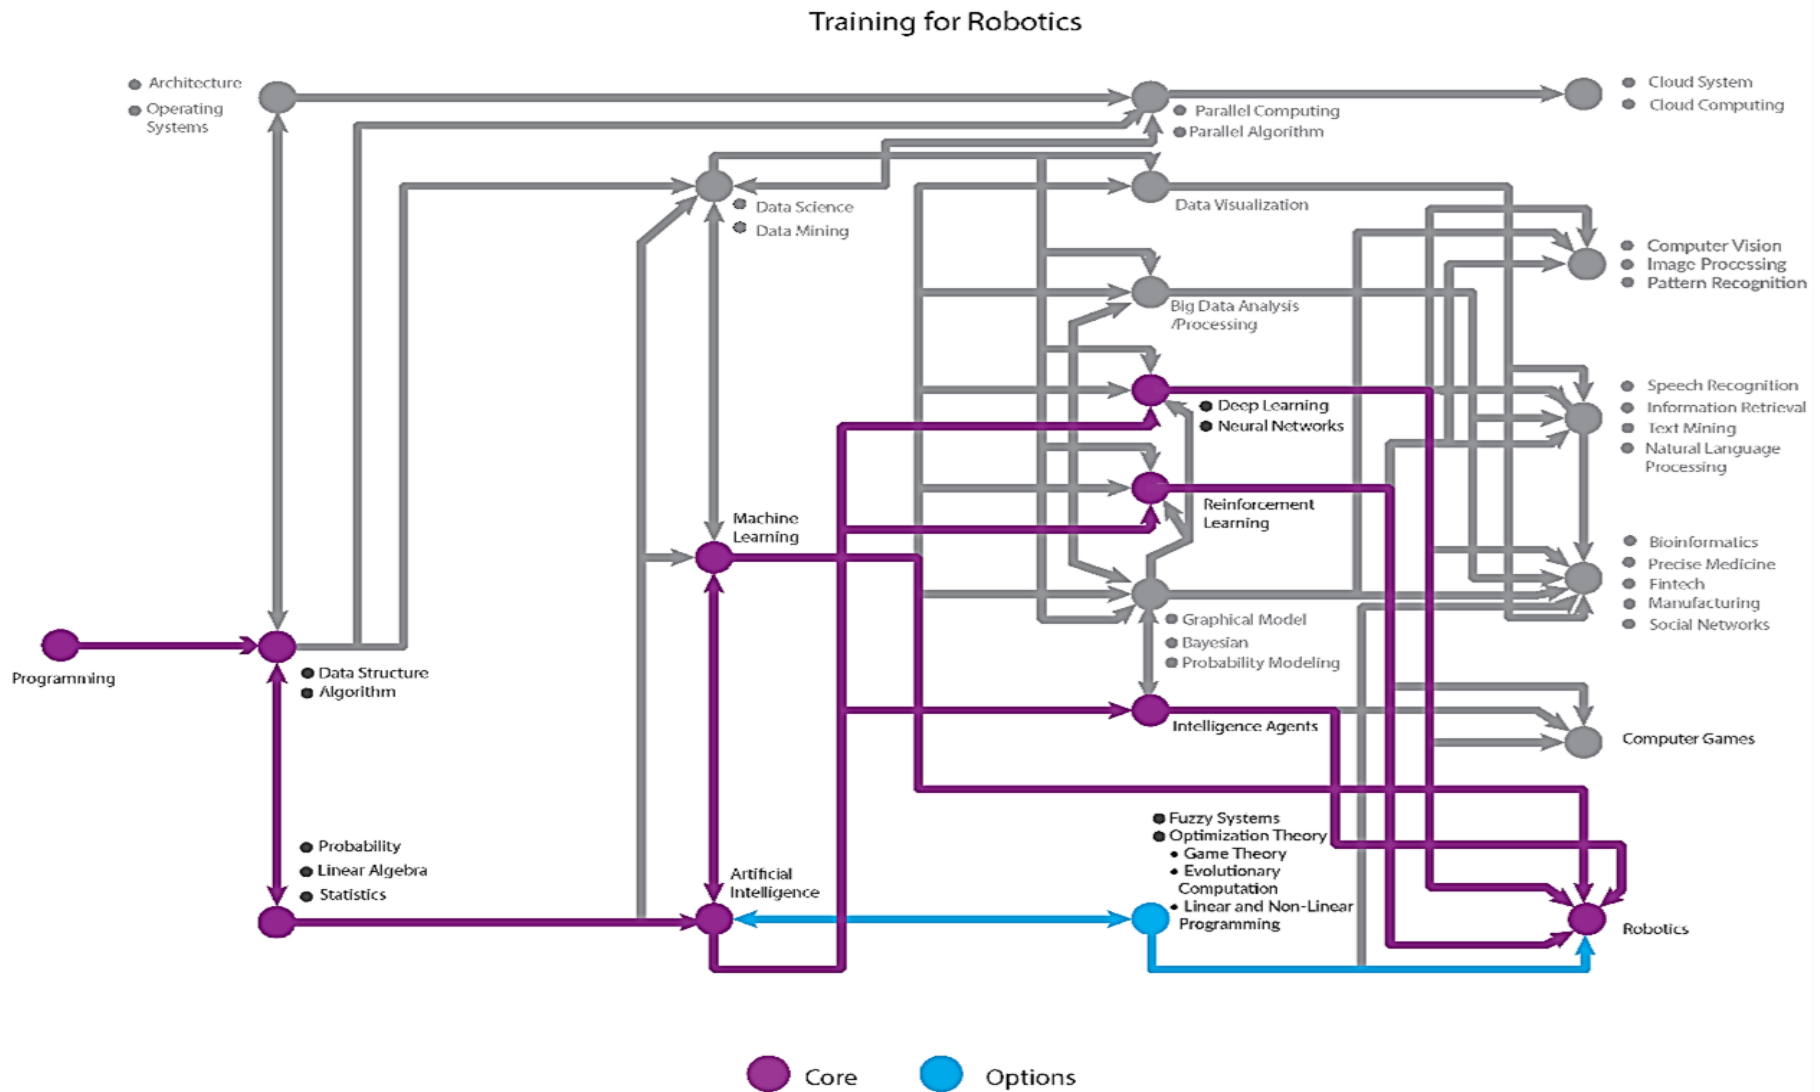 Training for Robotics
Architecture
Operating
Systems
Parallel Computing
Parallel Algorithm
Cloud System
Cloud Computing
Data Science
Data Mining
Data Visualization
Computer Vision
Image Processing
Pattern Recognition
Big Data Analysis
/Processing
Deep Learning
Neural Networks
Speech Recognition
Information Retrieval
Text Mining
Natural Language
Processing
Machine
Learning
Reinforcement
Learning
Bioinformatics
Precise Medicine
Fintech
Manufacturing
Social Networks
Graphical Model
Bayesian
Probability Modeling
Programming
Data Structure
Algorithm
Intelligence Agents
Computer Games
Probability
Linear Algebra
Statistics
Artificial
Intelligence
Fuzzy Systems
Optimization Theory
Game Theory
Evolutionary
Computation
Linear and Non-Linear
Programming
Robotics
Core
Options